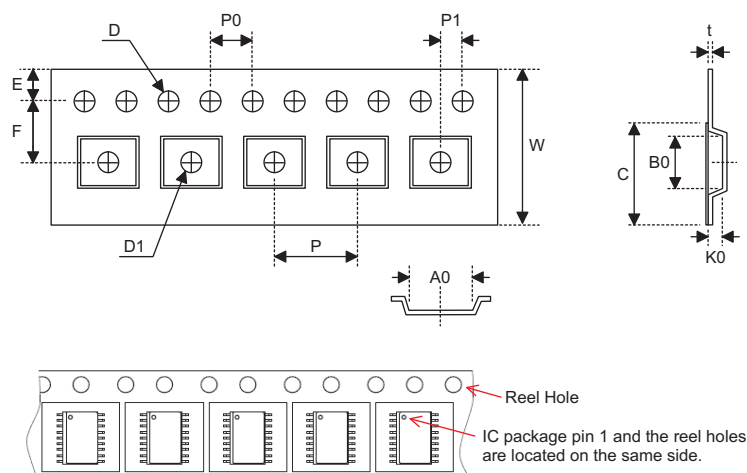 D
P0
P1
t
E
F
W
C
B0
D1
P
A0
K0
Reel Hole
IC package pin 1 and the reel holes
are located on the same side.